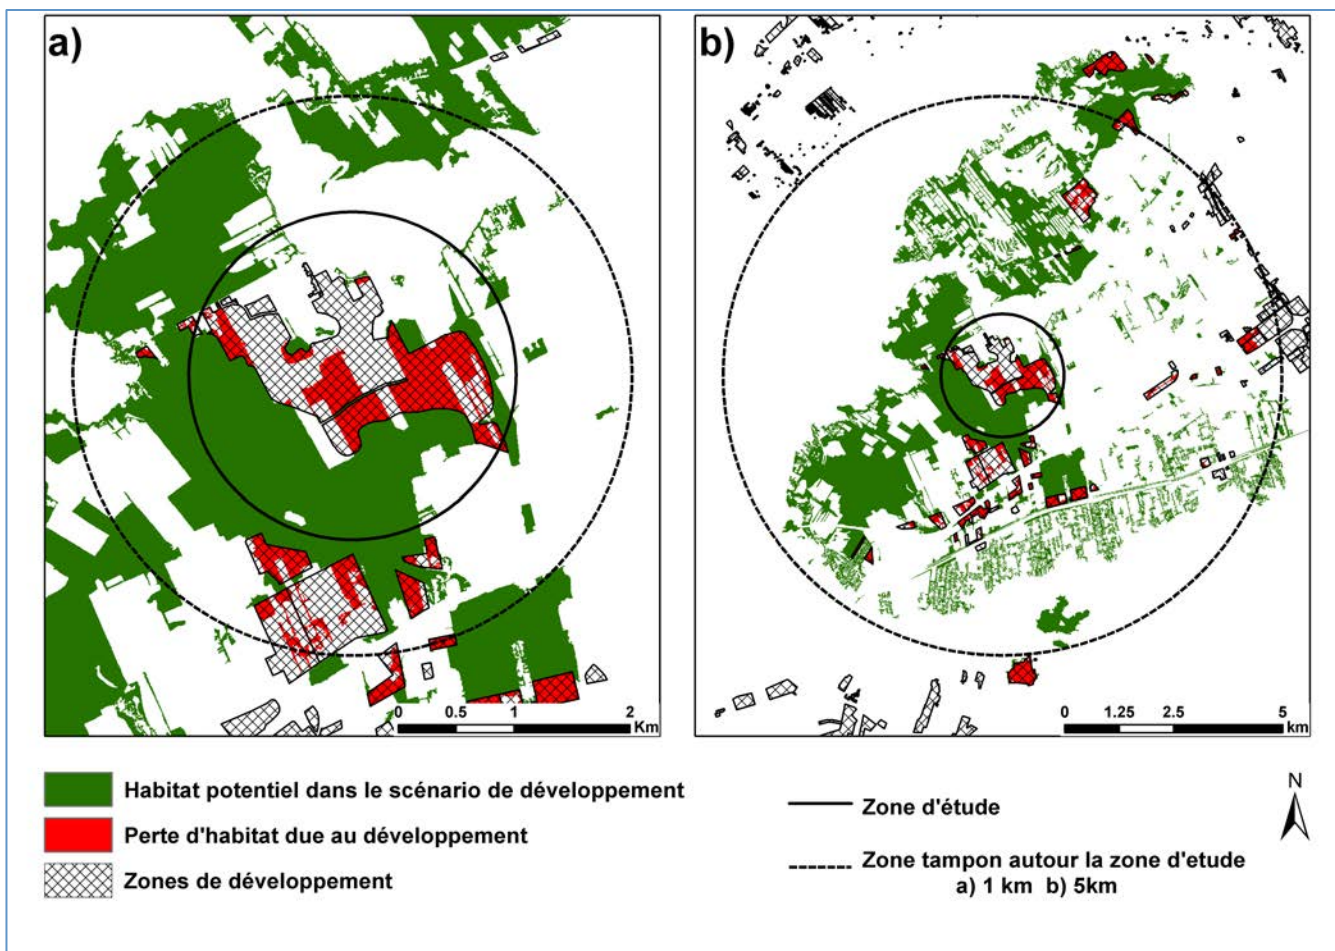 a)
b)
0 0.5 1 2
Km
0 1.25 2.5 5
km
Habitat potentiel dans le scénario de développement
Perte d'habitat due au développement
Zones de développement
Zone d'étude
Zone tampon autour la zone d'etude
a) 1 km b) 5km
N